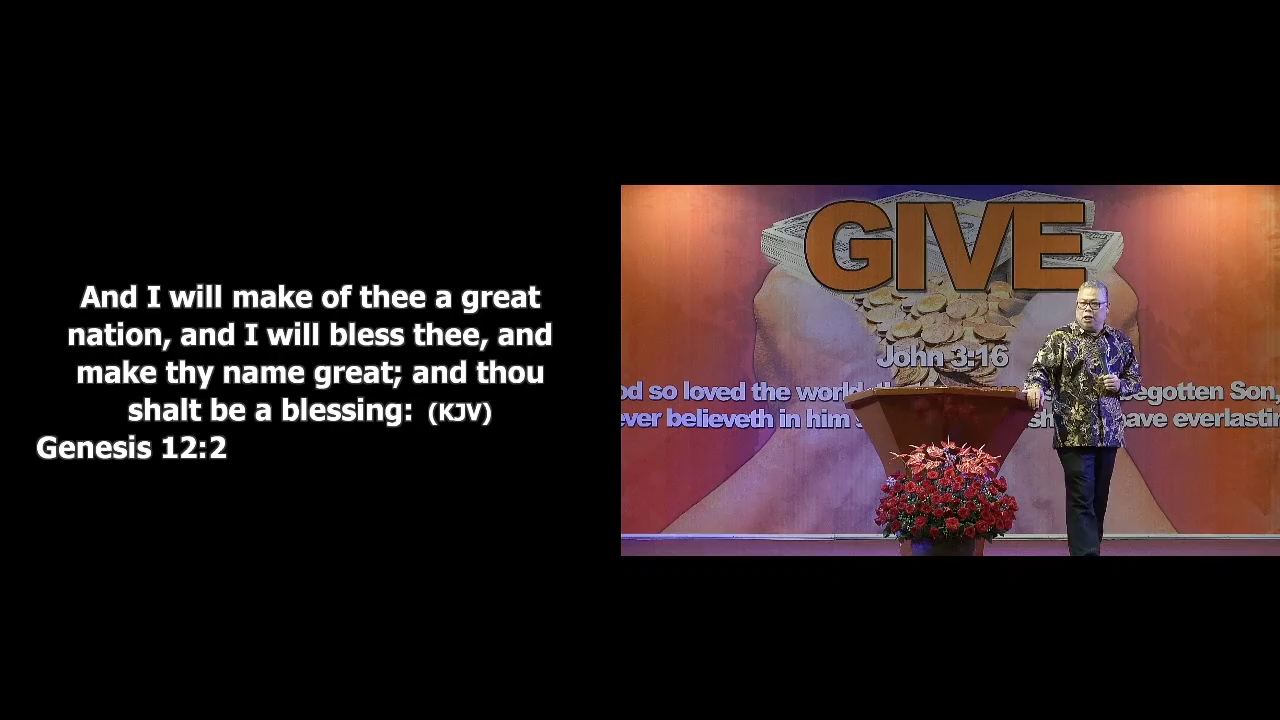 And I will make of thee a great
nation, and I will bless thee, and
make thy name great; and thou
shalt be a blessing: (KJV)
Genesis 12:2
GIVE
John 3:16
so loved the world
begotten Son,
believeth in him
have everlasting